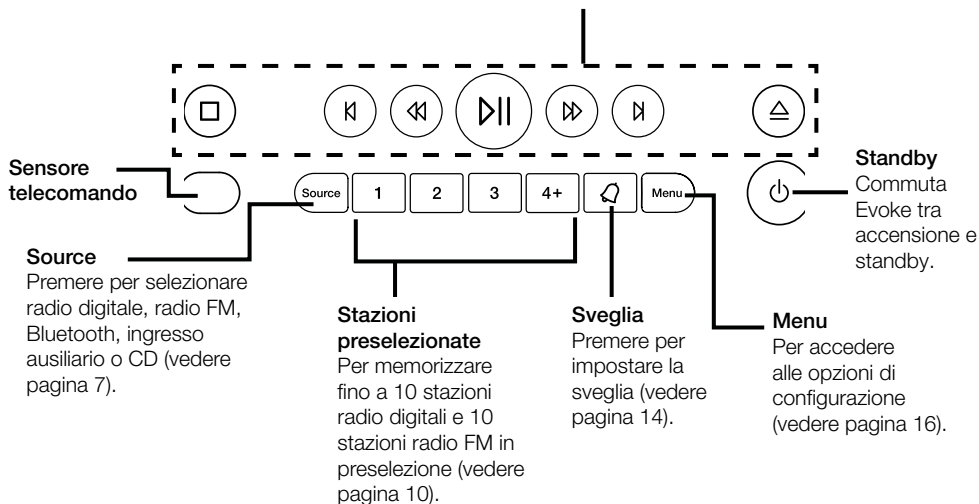 Source
1
2
3
4+
Menu
Sensore
telecomando
Standby
Commuta
Evoke tra
accensione e
standby.
Source
Premere per selezionare
radio digitale, radio FM,
Bluetooth, ingresso
ausiliario o CD (vedere
pagina 7).
Stazioni
preselezionate
Per memorizzare
fino a 10 stazioni
radio digitali e 10
stazioni radio FM in
preselezione (vedere
pagina 10).
Sveglia
Premere per
impostare la
sveglia (vedere
pagina 14).
Menu
Per accedere
alle opzioni di
configurazione
(vedere pagina 16).